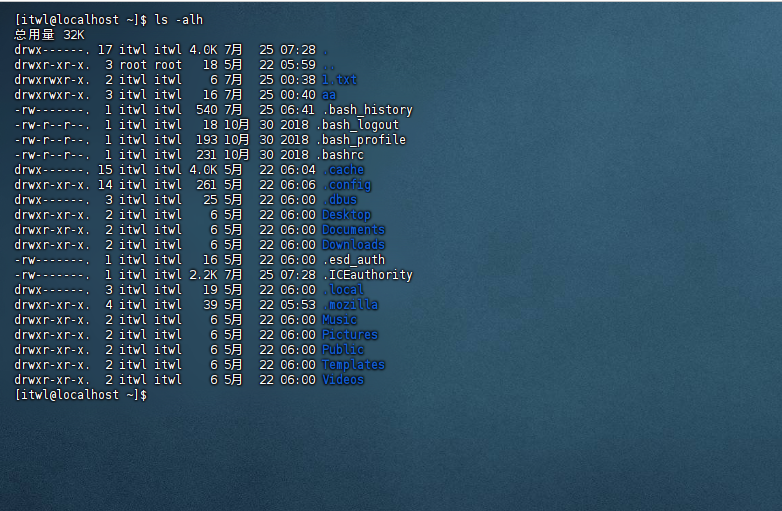 [itwl@localhost ~]$ ls -alh
总用量 32K
drwx------. 17 itwl itwl 4.0K 7月  25 07:28 .
drwxr-xr-x.  3 root root   18 5月  22 05:59 ..
drwxrwxr-x.  2 itwl itwl    6 7月  25 00:38 1.txt
drwxrwxr-x.  3 itwl itwl   16 7月  25 00:40 aa
-rw-------.  1 itwl itwl  540 7月  25 06:41 .bash_history
-rw-r--r--.  1 itwl itwl   18 10月 30 2018 .bash_logout
-rw-r--r--.  1 itwl itwl  193 10月 30 2018 .bash_profile
-rw-r--r--.  1 itwl itwl  231 10月 30 2018 .bashrc
drwx------. 15 itwl itwl 4.0K 5月  22 06:04 .cache
drwxr-xr-x. 14 itwl itwl  261 5月  22 06:06 .config
drwx------.  3 itwl itwl   25 5月  22 06:00 .dbus
drwxr-xr-x.  2 itwl itwl    6 5月  22 06:00 Desktop
drwxr-xr-x.  2 itwl itwl    6 5月  22 06:00 Documents
drwxr-xr-x.  2 itwl itwl    6 5月  22 06:00 Downloads
-rw-------.  1 itwl itwl   16 5月  22 06:00 .esd_auth
-rw-------.  1 itwl itwl 2.2K 7月  25 07:28 .ICEauthority
drwx------.  3 itwl itwl   19 5月  22 06:00 .local
drwxr-xr-x.  4 itwl itwl   39 5月  22 05:53 .mozilla
drwxr-xr-x.  2 itwl itwl    6 5月  22 06:00 Music
drwxr-xr-x.  2 itwl itwl    6 5月  22 06:00 Pictures
drwxr-xr-x.  2 itwl itwl    6 5月  22 06:00 Public
drwxr-xr-x.  2 itwl itwl    6 5月  22 06:00 Templates
drwxr-xr-x.  2 itwl itwl    6 5月  22 06:00 Videos
[itwl@localhost ~]$